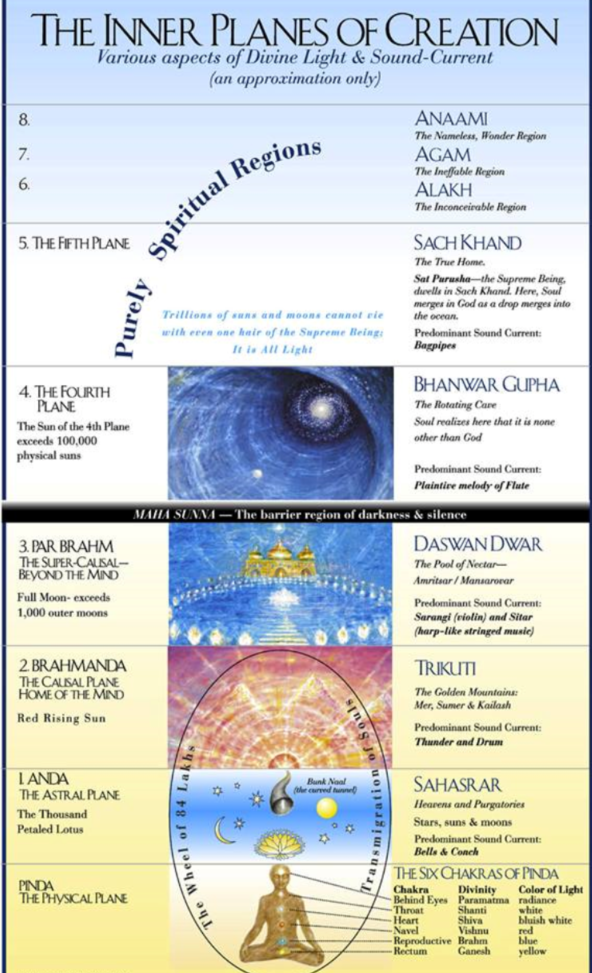 THE INNER PLANES OF CREATION
Various aspects of Divine Light & Sound-Current
(an approximation only)
8.
ANAAMI
The Nameless, Wonder Region
7.
AGAM
The Ineffable Region
6.
ALAKH
The Inconceivable Region
Purely Spiritual Regions
5. THE FIFTH PLANE
SACH KHAND
The True Home.
Sat Purusha—the Supreme Being,
dwells in Sach Khand. Here, Soul
merges in God as a drop merges into
the ocean.
Predominant Sound Current:
Bagpipes
Trillions of suns and moons cannot vie
with even one hair of the Supreme Being;
It is All Light
4. THE FOURTH
PLANE
The Sun of the 4th Plane
exceeds 100,000
physical suns
BHANWAR GUPHA
The Rotating Cave
Soul realizes here that it is none
other than God
Predominant Sound Current:
Plaintive melody of Flute
MAHA SUNNA — The barrier region of darkness & silence
3. PAR BRAHM
THE SUPER-CAUSAL—
BEYOND THE MIND
Full Moon- exceeds
1,000 outer moons
DASWAN DWAR
The Pool of Nectar—
Amritsar / Mansarovar
Predominant Sound Current:
Sarangi (violin) and Sitar
(harp-like stringed music)
2. BRAHMANDA
THE CAUSAL PLANE
HOME OF THE MIND
Red Rising Sun
TRIKUTI
The Golden Mountains:
Mer, Sumer & Kailash
Predominant Sound Current:
Thunder and Drum
The Wheel of 84 Lakhs
Transmigration of Souls
1. ANDA
THE ASTRAL PLANE
The Thousand
Petaled Lotus
Bunk Naal
(the curved tunnel)
SAHASRAR
Heavens and Purgatories
Stars, suns & moons
Predominant Sound Current:
Bells & Conch
PINDA
THE PHYSICAL PLANE
THE SIX CHAKRAS OF PINDA
Chakra Divinity Color of Light
Behind Eyes Paramatma radiance
Throat Shanti white
Heart Shiva bluish white
Navel Vishnu red
Reproductive Brahm blue
Rectum Ganesh yellow